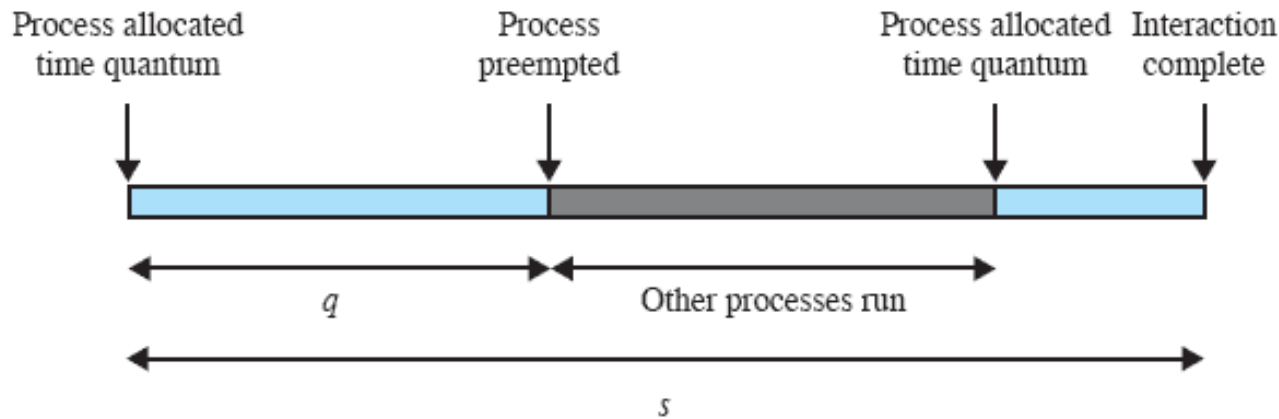 Process allocated
time quantum
Process
preempted
Process allocated
time quantum
Interaction
complete
q
Other processes run
s